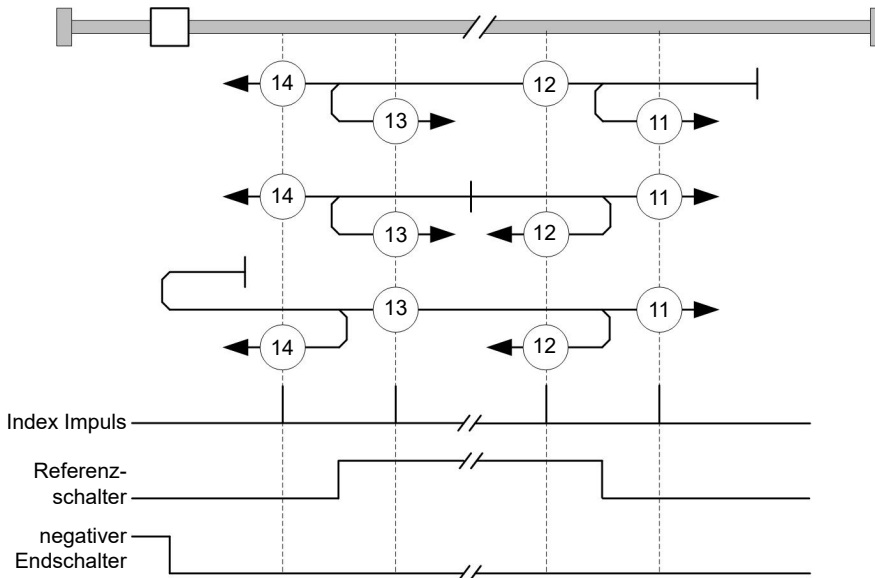 14
12
13
11
14
11
13
12
13
11
14
12
Index Impuls
Referenz-
schalter
negativer
Endschalter